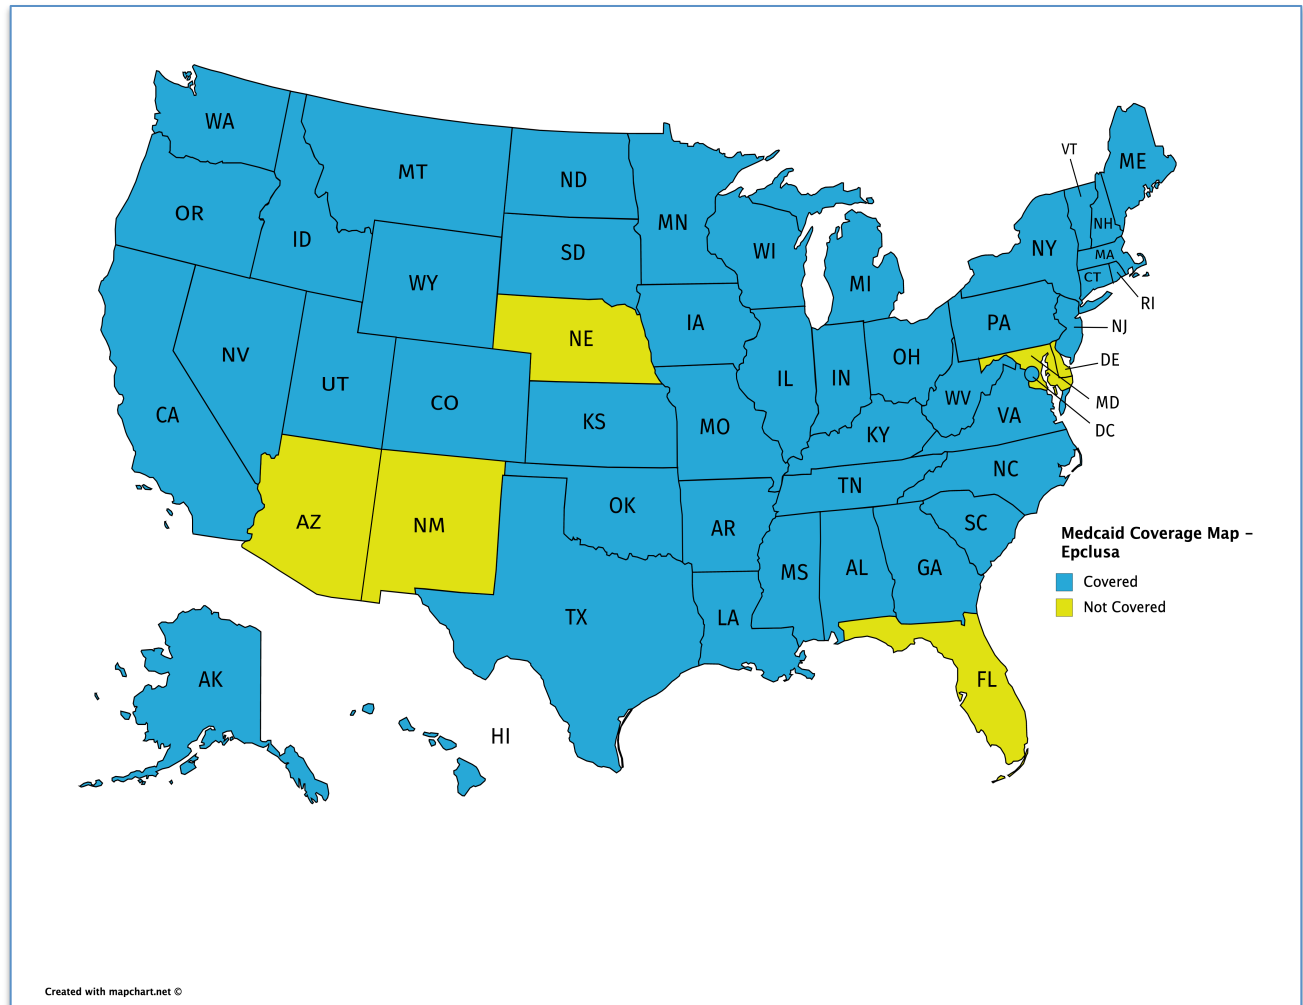 WA
MT
ND
MN
OR
ID
SD
WI
MI
WY
NE
IA
NV
UT
CO
CA
KS
MO
IL
IN
OH
PA
NY
VT
ME
NH
MA
CT
RI
NJ
DE
MD
DC
WV
VA
KY
NC
TN
AZ
NM
OK
AR
SC
MS
AL
GA
TX
LA
FL
AK
HI
Medcaid Coverage Map –
Epclusa
Covered
Not Covered
Created with mapchart.net ©